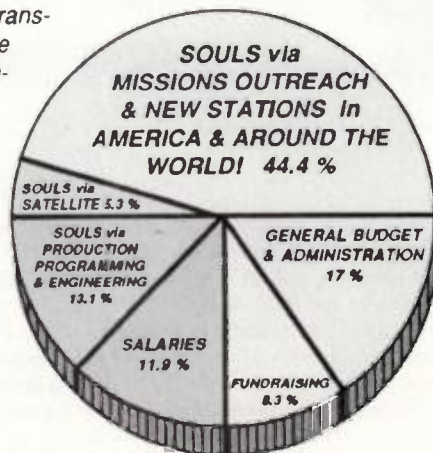 rans-
e
e-
SOULS via
MISSIONS OUTREACH
& NEW STATIONS in
AMERICA & AROUND THE
WORLD! 44.4 %
SOULS via
SATELLITE 5.3 %
SOULS via
PRODUCTION
PROGRAMMING
& ENGINEERING
13.1 %
GENERAL BUDGET
& ADMINISTRATION
17 %
SALARIES
11.9 %
FUNDRAISING
8.3 %